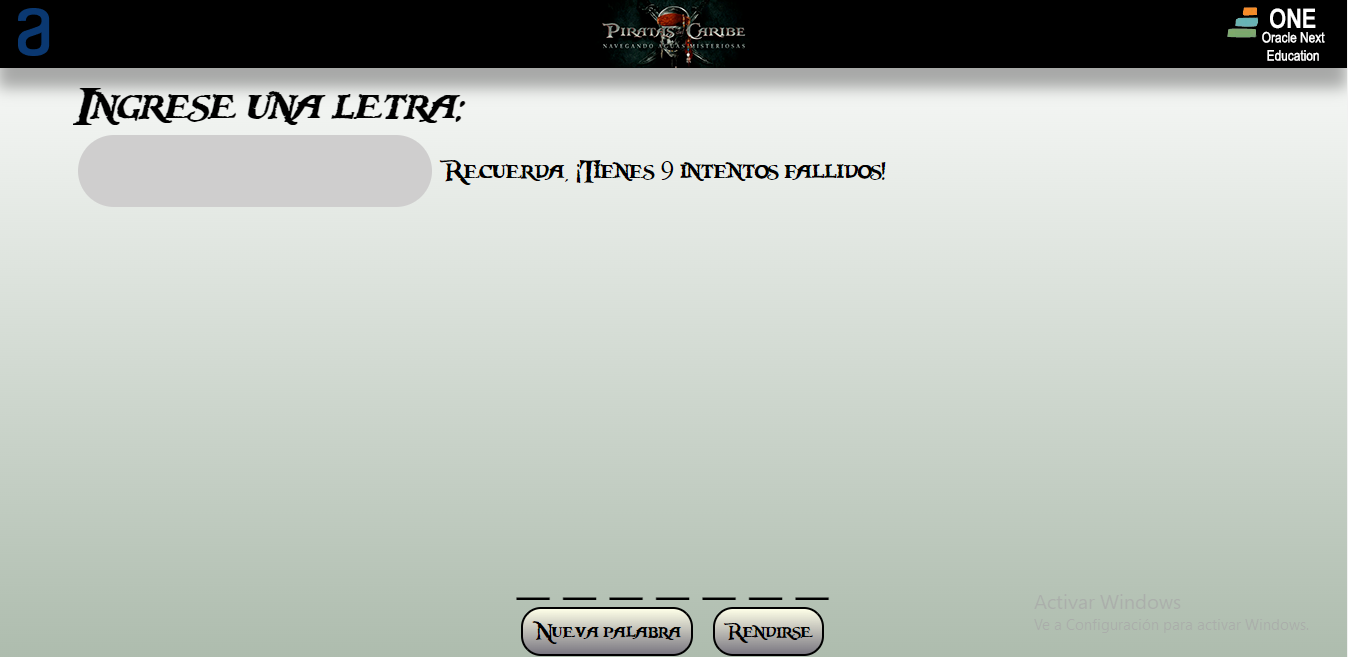 a
PIRATAS CARIBE
NAVEGANDO AGUAS MISTERIOSAS
ONE
Oracle Next
Education
Ingrese una letra:
Recuerda, ¡Tienes 9 intentos fallidos!
Activar Windows
Ve a Configuración para activar Windows.
Nueva palabra
Rendirse